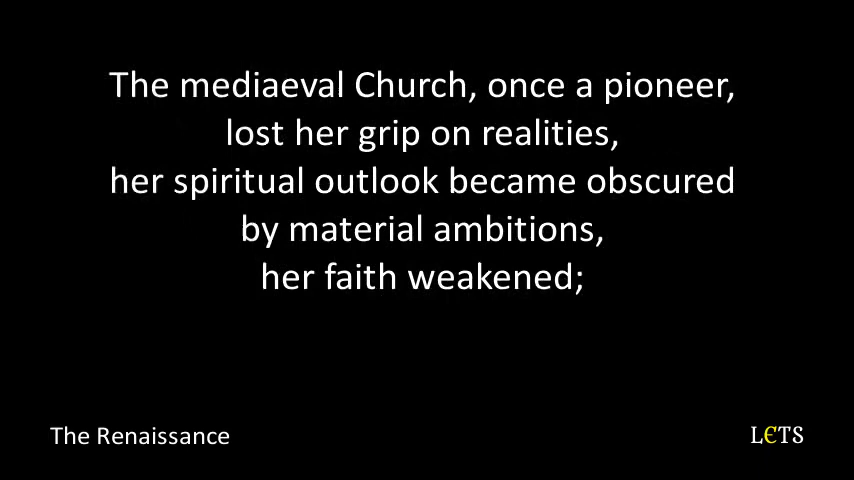 The mediaeval Church, once a pioneer,
lost her grip on realities,
her spiritual outlook became obscured
by material ambitions,
her faith weakened;
The Renaissance
LЄTS